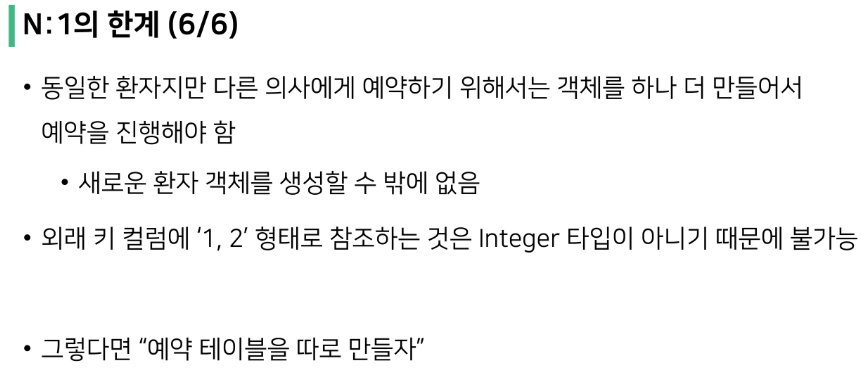 N:1의 한계 (6/6)
• 동일한 환자지만 다른 의사에게 예약하기 위해서는 객체를 하나 더 만들어서
예약을 진행해야 함
• 새로운 환자 객체를 생성할 수 밖에 없음
• 외래 키 컬럼에 ‘1, 2’ 형태로 참조하는 것은 Integer 타입이 아니기 때문에 불가능
• 그렇다면 “예약 테이블을 따로 만들자”